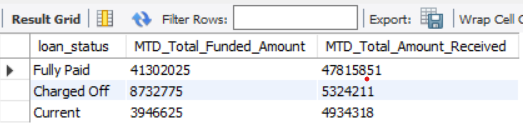 Result Grid Filter Rows: Export: Wrap Cell C
loan_status MTD_Total_Funded_Amount MTD_Total_Amount_Received
Fully Paid 41302025 47815851
Charged Off 8732775 5324211
Current 3946625 4934318